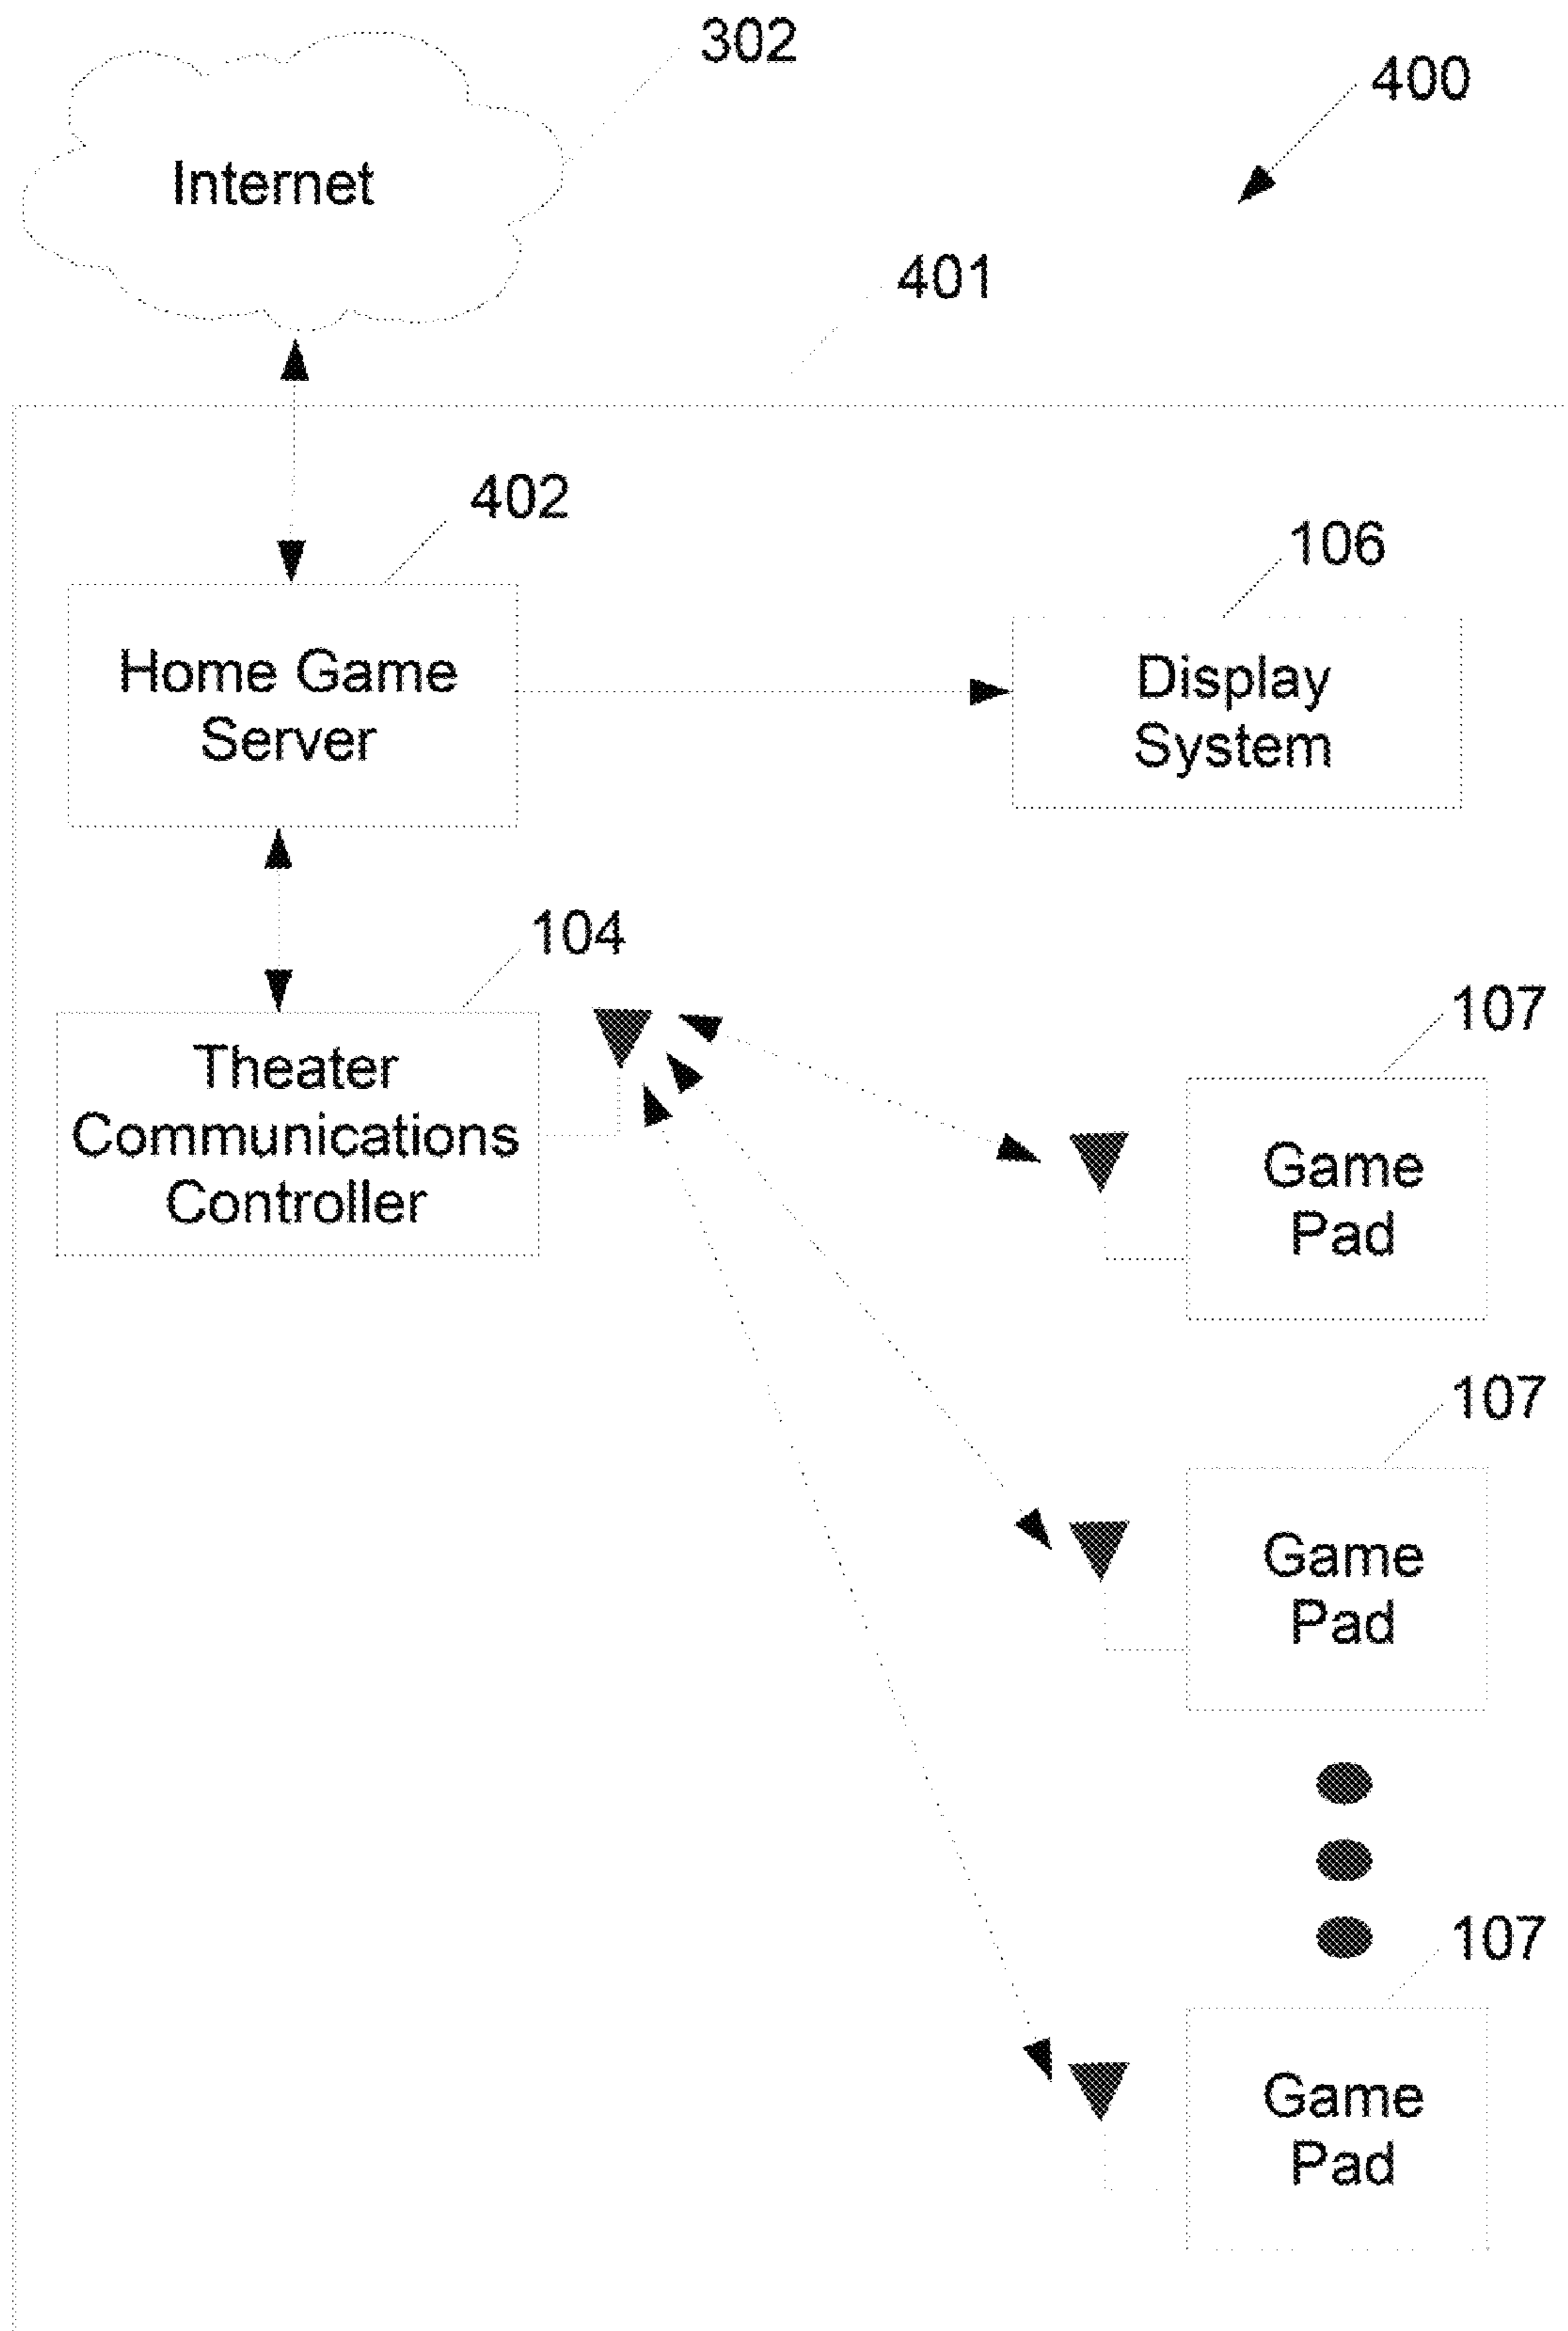 302
400
Internet
401
402
106
Home Game
Server
Display
System
104
107
Theater
Communications
Controller
Game
Pad
107
Game
Pad
107
Game
Pad